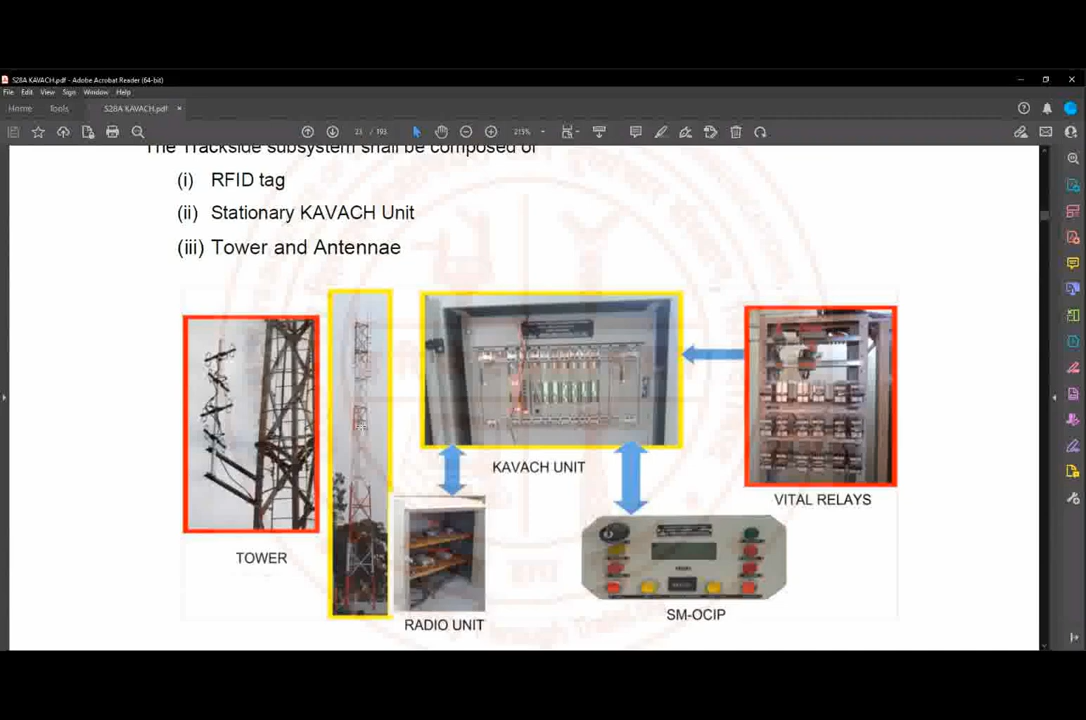 S28A KAVACH.pdf - Adobe Acrobat Reader (64-bit)
File Edit View Sign Window Help
Home Tools S28A KAVACH.pdf ×
23 / 193 215%
The Trackside subsystem shall be composed of
(i) RFID tag
(ii) Stationary KAVACH Unit
(iii) Tower and Antennae
KAVACH UNIT
VITAL RELAYS
TOWER
SM-OCIP
RADIO UNIT